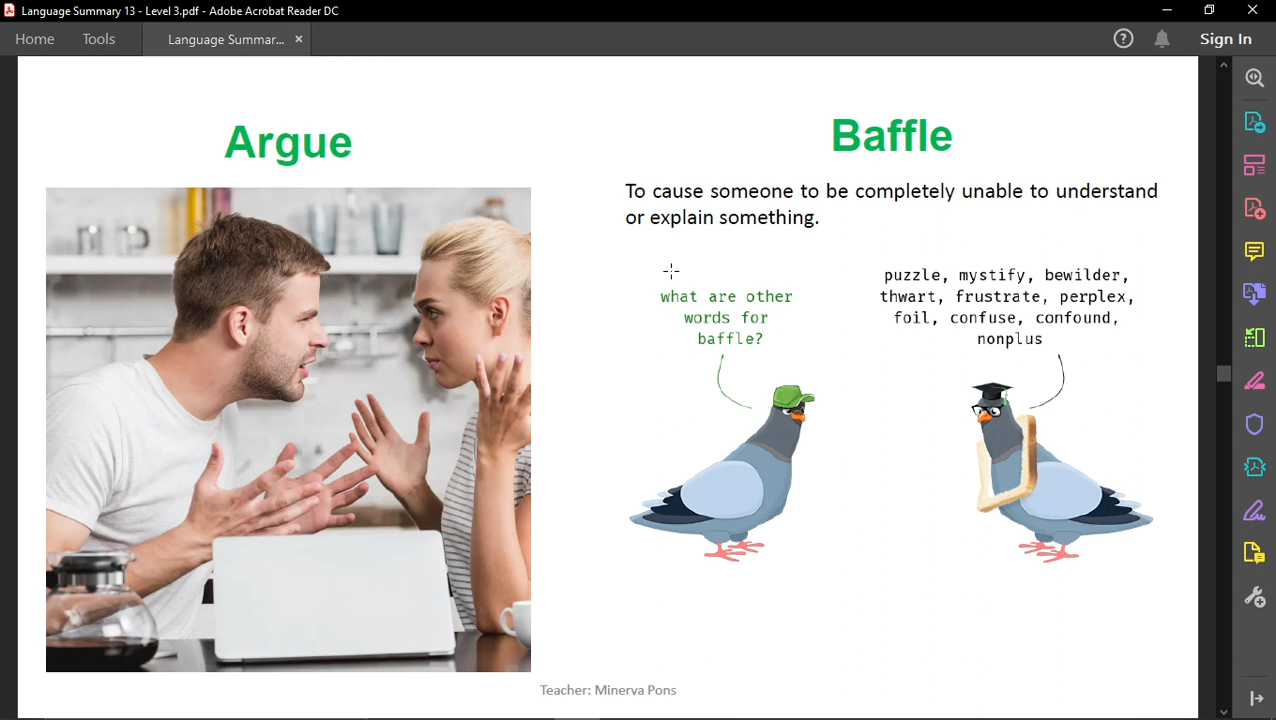 Language Summary 13 - Level 3.pdf - Adobe Acrobat Reader DC
Home Tools Language Summar... Sign In
Argue
Baffle
To cause someone to be completely unable to understand
or explain something.
what are other
words for
baffle?
puzzle, mystify, bewilder,
thwart, frustrate, perplex,
foil, confuse, confound,
nonplus
Teacher: Minerva Pons